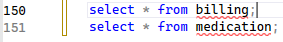 150 select * from billing;
151 select * from medication;